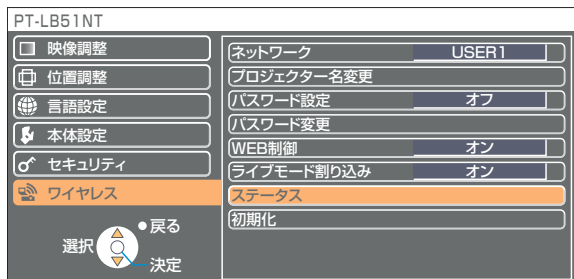 PT-LB51NT
映像調整
位置調整
言語設定
本体設定
セキュリティ
ワイヤレス
戻る
選択
決定
ネットワーク USER1
プロジェクター名変更
パスワード設定 オフ
パスワード変更
WEB制御 オン
ライブモード割り込み オン
ステータス
初期化